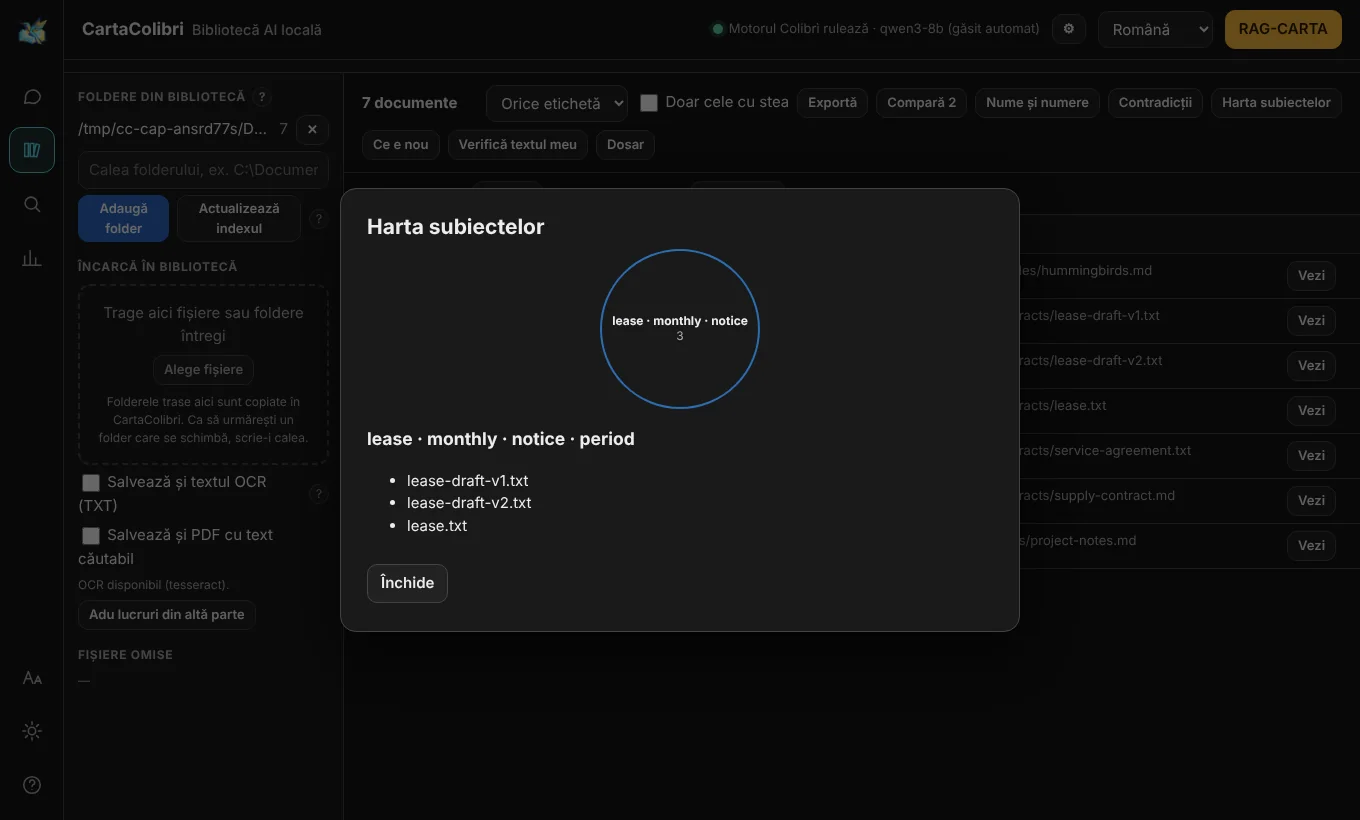 CartaColibri Bibliotecă AI locală
Motorul Colibri rulează · qwen3-8b (găsit automat)
Română
RAG-CARTA
FOLDERE DIN BIBLIOTECĂ ?
/tmp/cc-cap-ansrd77s/D... 7 ✕
Calea folderului, ex. C:\Documen
Adaugă
folder
Actualizează
indexul
?
ÎNCARCĂ ÎN BIBLIOTECĂ
Trage aici fișiere sau foldere
întregi
Alege fișiere
Folderele trase aici sunt copiate în
CartaColibri. Ca să urmărești un
folder care se schimbă, scrie-i calea.
Salvează și textul OCR
(TXT)
?
Salvează și PDF cu text
căutabil
OCR disponibil (tesseract).
Adu lucruri din altă parte
FIȘIERE OMISE
—
AA
7 documente
Orice etichetă
Doar cele cu stea
Exportă
Compară 2
Nume și numere
Contradicții
Harta subiectelor
Ce e nou
Verifică textul meu
Dosar
Harta subiectelor
lease · monthly · notice
3
lease · monthly · notice · period
• lease-draft-v1.txt
• lease-draft-v2.txt
• lease.txt
Închide
les/hummingbirds.md Vezi
racts/lease-draft-v1.txt Vezi
racts/lease-draft-v2.txt Vezi
racts/lease.txt Vezi
racts/service-agreement.txt Vezi
racts/supply-contract.md Vezi
s/project-notes.md Vezi